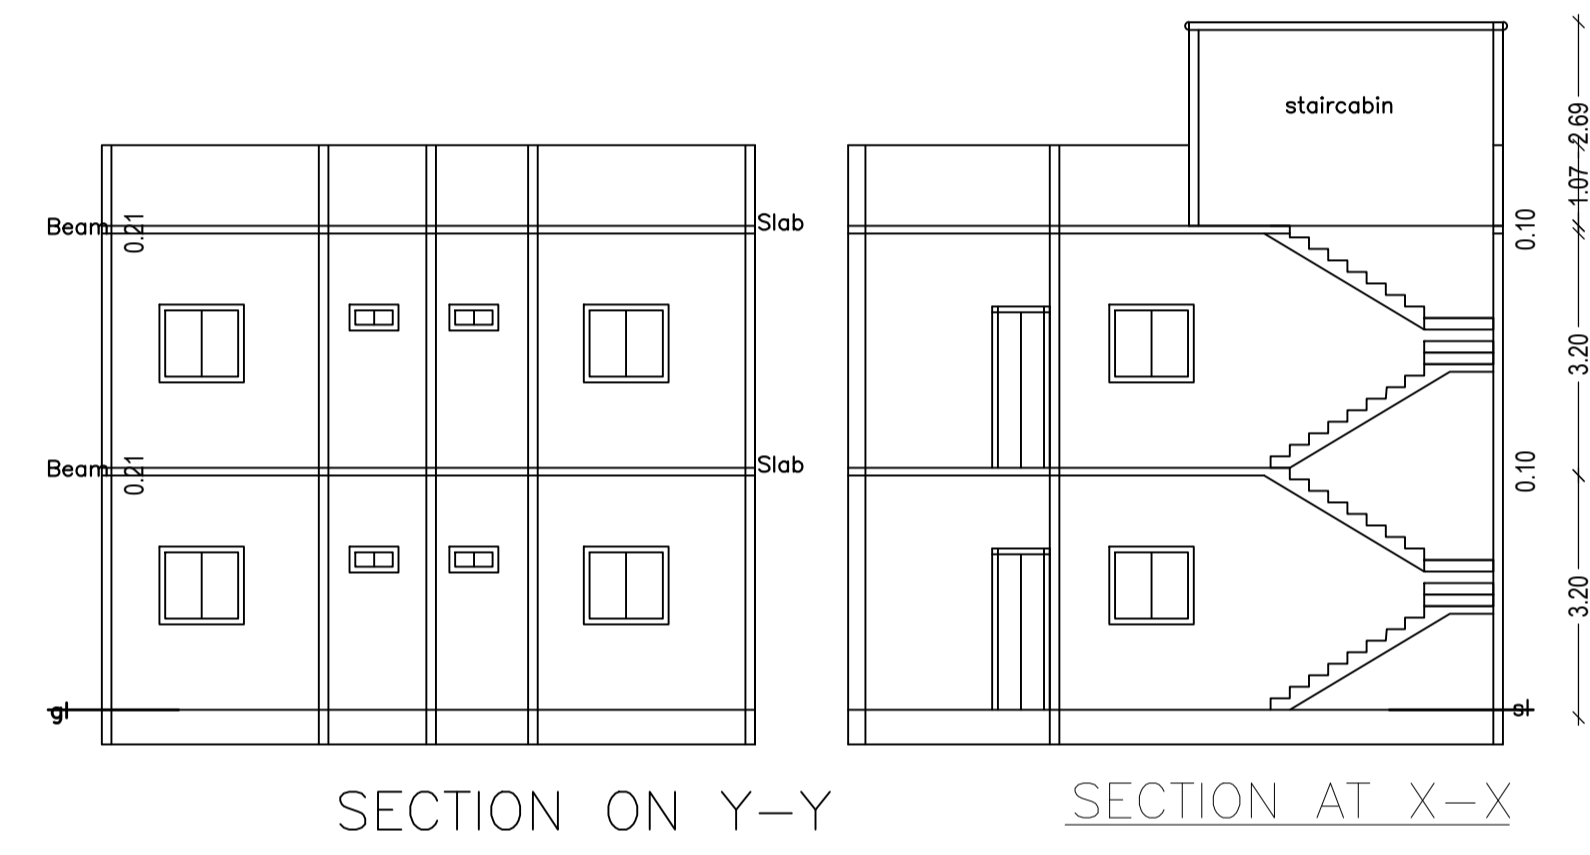 staircabin
2.69
1.07
Beam
0.21
Slab
0.10
3.20
Beam
0.21
Slab
0.10
3.20
gl
gl
SECTION ON Y-Y
SECTION AT X-X